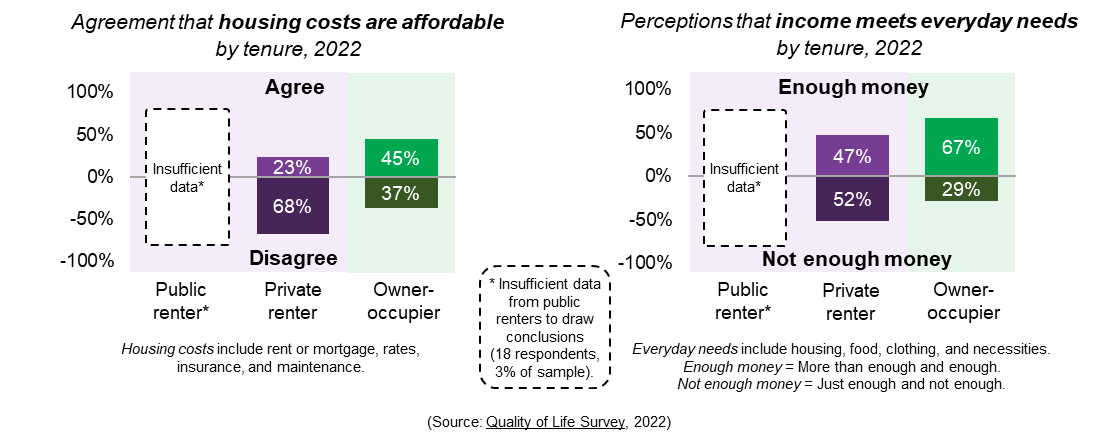 Agreement that housing costs are affordable
by tenure, 2022
100%
50%
0%
-50%
-100%
Agree
Insufficient
data*
23%
68%
45%
37%
Disagree
Public
renter*
Private
renter
Owner-
occupier
Housing costs include rent or mortgage, rates,
insurance, and maintenance.
* Insufficient data
from public
renters to draw
conclusions
(18 respondents,
3% of sample).
Perceptions that income meets everyday needs
by tenure, 2022
100%
50%
0%
-50%
-100%
Enough money
Insufficient
data*
47%
52%
67%
29%
Not enough money
Public
renter*
Private
renter
Owner-
occupier
Everyday needs include housing, food, clothing, and necessities.
Enough money = More than enough and enough.
Not enough money = Just enough and not enough.
(Source: Quality of Life Survey, 2022)